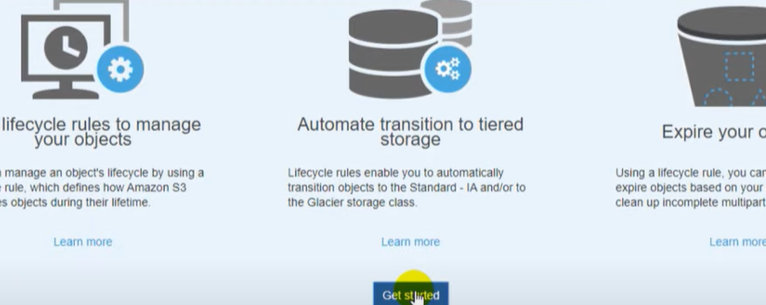 lifecycle rules to manage
your objects
manage an object's lifecycle by using a
rule, which defines how Amazon S3
objects during their lifetime.
Learn more
Automate transition to tiered
storage
Lifecycle rules enable you to automatically
transition objects to the Standard - IA and/or to
the Glacier storage class.
Learn more
Expire your
Using a lifecycle rule, you can
expire objects based on your
clean up incomplete multipart
Learn more
Get started